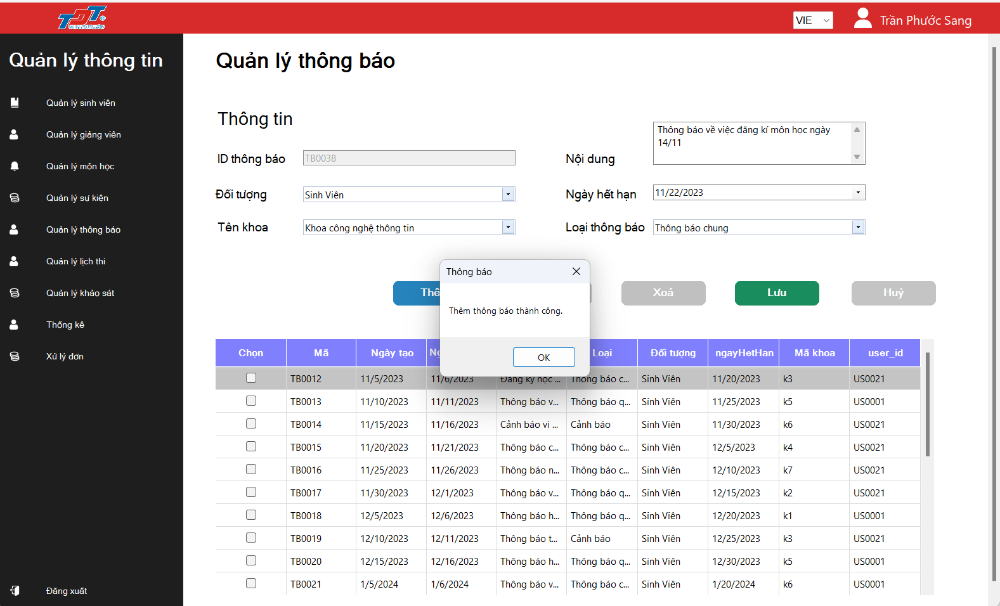 TDT
VIE
Trần Phước Sang
Quản lý thông tin
Quản lý sinh viên
Quản lý giảng viên
Quản lý môn học
Quản lý sự kiện
Quản lý thông báo
Quản lý lịch thi
Quản lý khảo sát
Thống kê
Xử lý đơn
Đăng xuất
Quản lý thông báo
Thông tin
ID thông báo TB0038
Nội dung Thông báo về việc đăng kí môn học ngày
14/11
Đối tượng Sinh Viên
Ngày hết hạn 11/22/2023
Tên khoa Khoa công nghệ thông tin
Loại thông báo Thông báo chung
Thê Xoá Lưu Huỷ
Thông báo
Thêm thông báo thành công.
OK
Chọn Mã Ngày tạo Ng Loại Đối tượng ngayHetHan Mã khoa user_id
TB0012 11/5/2023 11/6/2023 Đăng ký học ... Thông báo c... Sinh Viên 11/20/2023 k3 US0021
TB0013 11/10/2023 11/11/2023 Thông báo v... Thông báo q... Sinh Viên 11/25/2023 k5 US0001
TB0014 11/15/2023 11/16/2023 Cảnh báo vi ... Cảnh báo Sinh Viên 11/30/2023 k6 US0021
TB0015 11/20/2023 11/21/2023 Thông báo c... Thông báo c... Sinh Viên 12/5/2023 k4 US0021
TB0016 11/25/2023 11/26/2023 Thông báo n... Thông báo c... Sinh Viên 12/10/2023 k7 US0021
TB0017 11/30/2023 12/1/2023 Thông báo v... Thông báo q... Sinh Viên 12/15/2023 k2 US0021
TB0018 12/5/2023 12/6/2023 Thông báo h... Thông báo q... Sinh Viên 12/20/2023 k1 US0001
TB0019 12/10/2023 12/11/2023 Thông báo t... Cảnh báo Sinh Viên 12/25/2023 k3 US0021
TB0020 12/15/2023 12/16/2023 Thông báo h... Thông báo q... Sinh Viên 12/30/2023 k5 US0001
TB0021 1/5/2024 1/6/2024 Thông báo v... Thông báo c... Sinh Viên 1/20/2024 k6 US0001